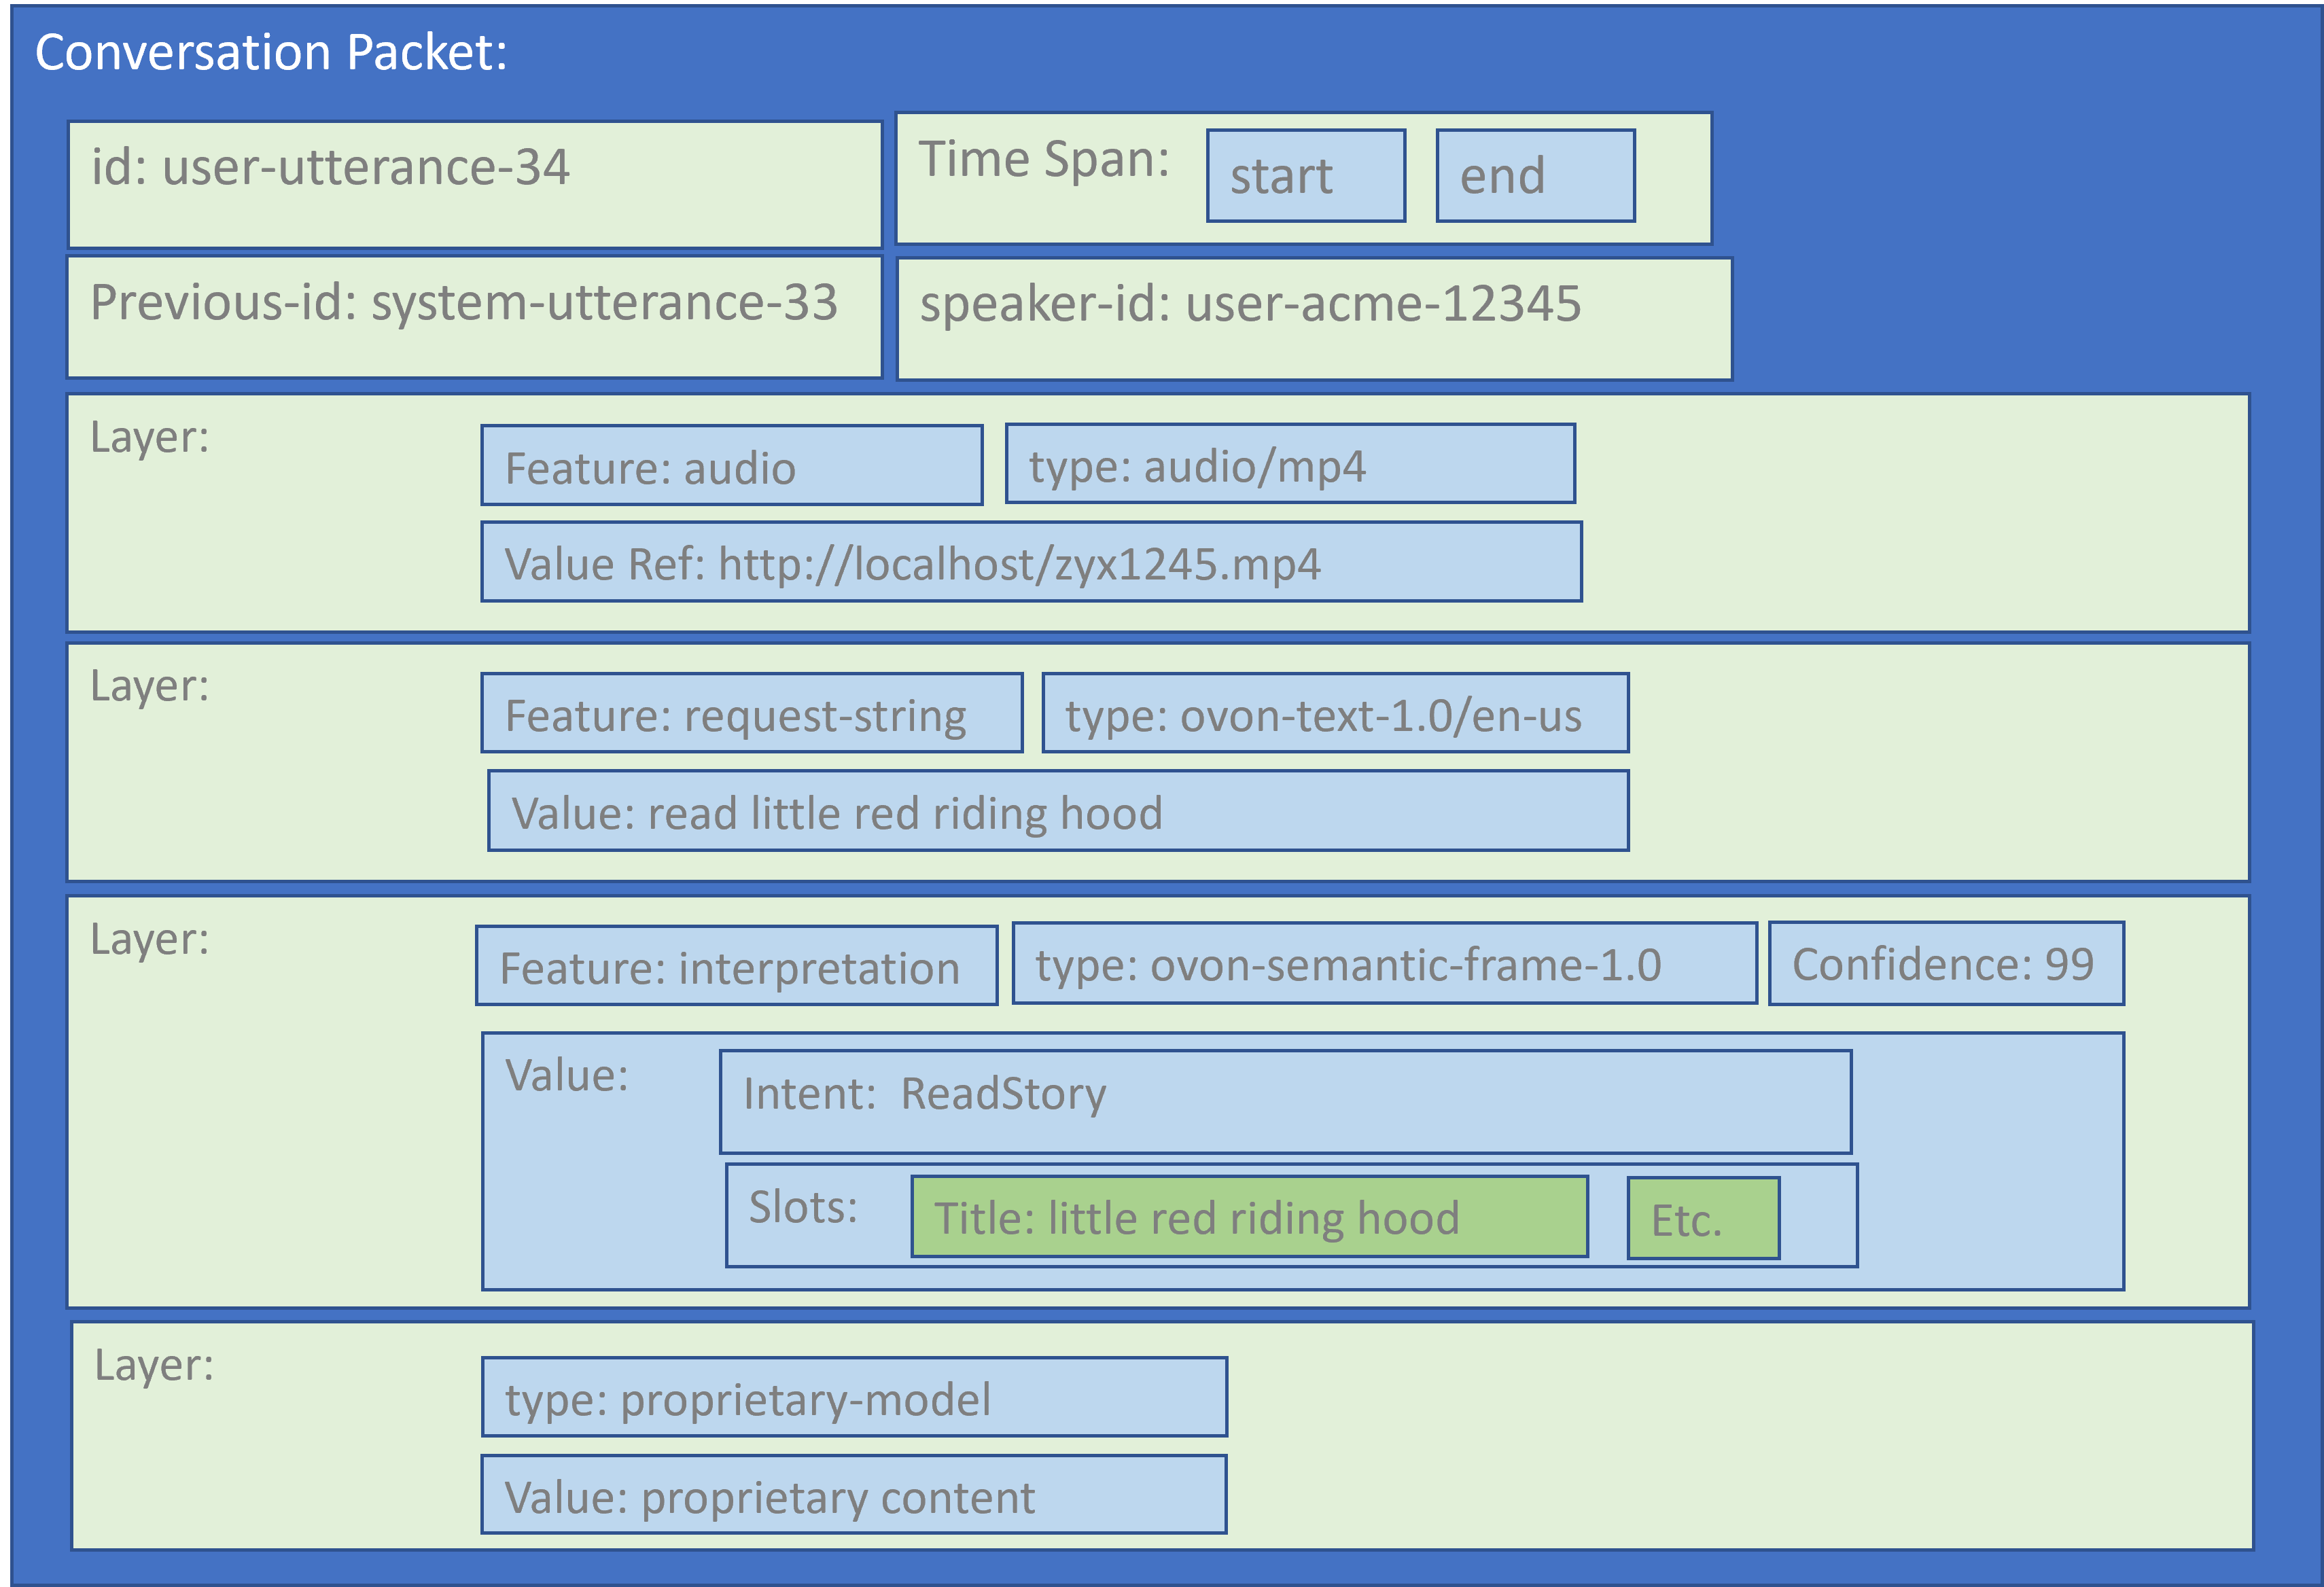 Conversation Packet:
id: user-utterance-34
Time Span: start end
Previous-id: system-utterance-33
speaker-id: user-acme-12345
Layer:
Feature: audio
type: audio/mp4
Value Ref: http://localhost/zyx1245.mp4
Layer:
Feature: request-string
type: ovon-text-1.0/en-us
Value: read little red riding hood
Layer:
Feature: interpretation
type: ovon-semantic-frame-1.0
Confidence: 99
Value:
Intent:  ReadStory
Slots:
Title: little red riding hood
Etc.
Layer:
type: proprietary-model
Value: proprietary content